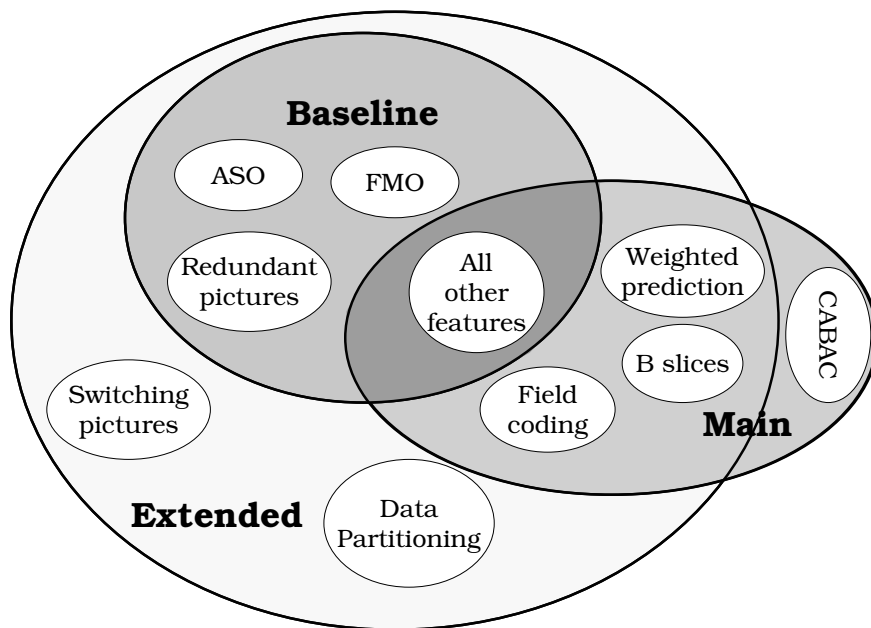 Baseline
ASO
FMO
Redundant
pictures
All
other
features
Weighted
prediction
CABAC
B slices
Switching
pictures
Field
coding
Main
Extended
Data
Partitioning